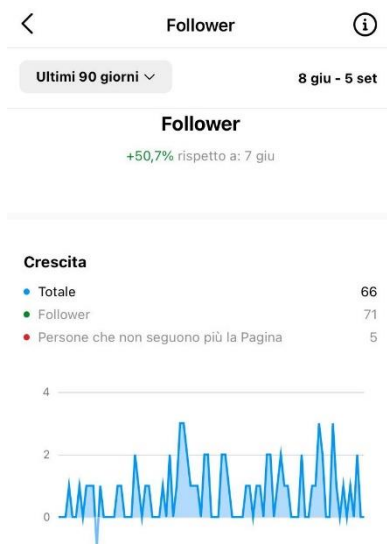 Follower
Ultimi 90 giorni
8 giu - 5 set
Follower
+50,7% rispetto a: 7 giu
Crescita
Totale 66
Follower 71
Persone che non seguono più la Pagina 5
4
2
0